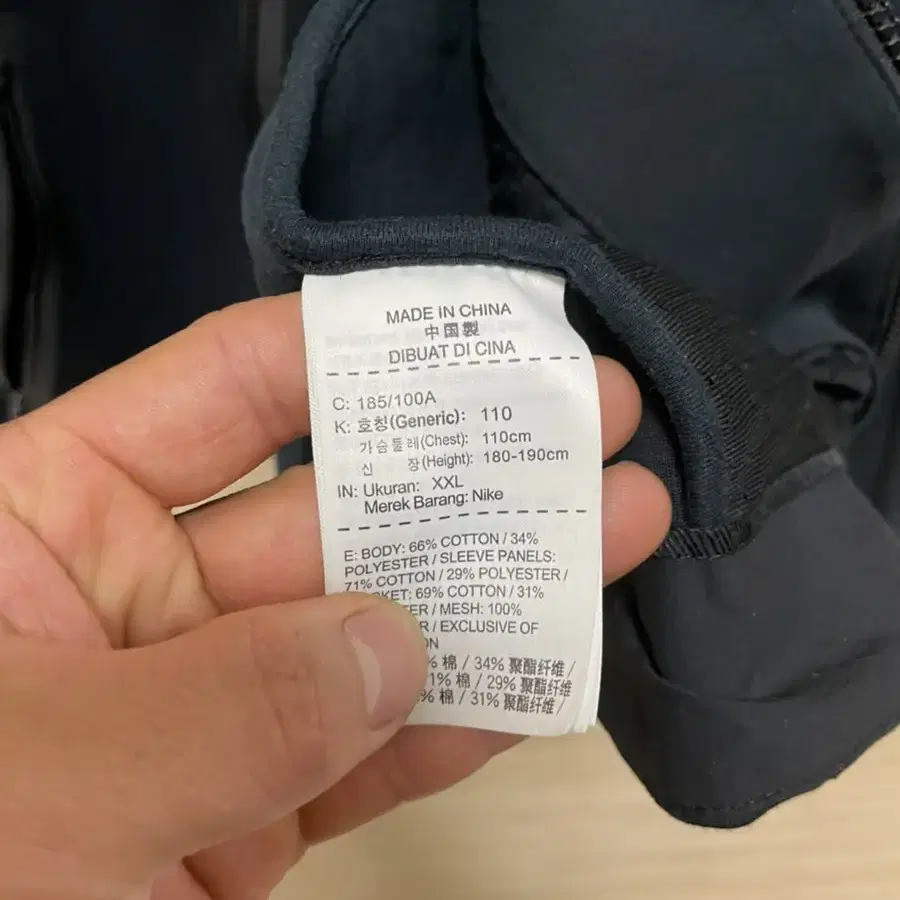 MADE IN CHINA
中国製
DIBUAT DI CINA
C: 185/100A
K: 호칭(Generic): 110
가슴둘레(Chest): 110cm
신 장(Height): 180-190cm
IN: Ukuran: XXL
Merek Barang: Nike
E: BODY: 66% COTTON / 34%
POLYESTER / SLEEVE PANELS:
71% COTTON / 29% POLYESTER /
69% COTTON / 31%
/ MESH: 100%
/ EXCLUSIVE OF
% 棉 / 34% 聚酯纤维 /
1% 棉 / 29% 聚酯纤维
% 棉 / 31% 聚酯纤维 /